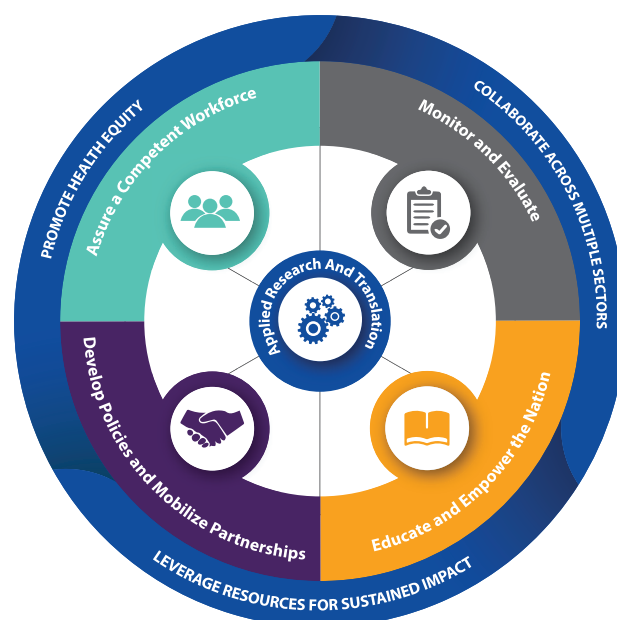 PROMOTE HEALTH EQUITY
COLLABORATE ACROSS MULTIPLE SECTORS
Assure a Competent Workforce
Monitor and Evaluate
Applied Research And Translation
Develop Policies and Mobilize Partnerships
Educate and Empower the Nation
LEVERAGE RESOURCES FOR SUSTAINED IMPACT